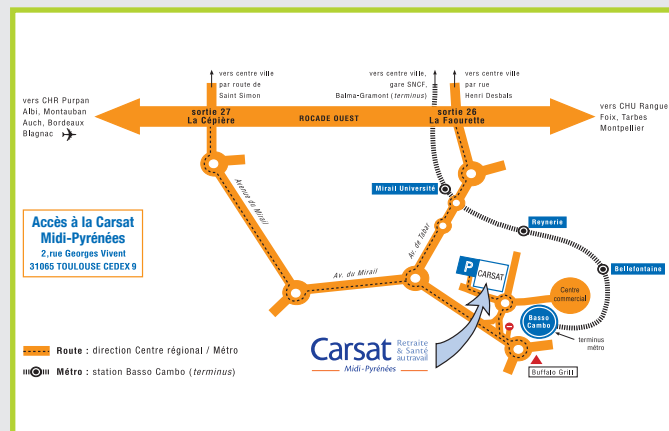 vers centre ville
par route de
Saint Simon
vers centre ville,
gare SNCF,
Balma-Gramont (terminus)
vers centre ville
par rue
Henri Desbals
vers CHR Purpan
Albi, Montauban
Auch, Bordeaux
Blagnac
sortie 27
La Cépière
ROCADE OUEST
sortie 26
La Faourette
vers CHU Rangue
Foix, Tarbes
Montpellier
Avenue du Mirail
Mirail Université
Reynerie
Av. de Tabar
Accès à la Carsat
Midi-Pyrénées
2,rue Georges Vivent
31065 TOULOUSE CEDEX 9
Av. du Mirail
P
CARSAT
Bellefontaine
Centre
commercial
Basso
Cambo
terminus
métro
Carsat
Retraite
& Santé
au travail
Midi-Pyrénées
Buffalo Grill
Route : direction Centre régional / Métro
Métro : station Basso Cambo (terminus)